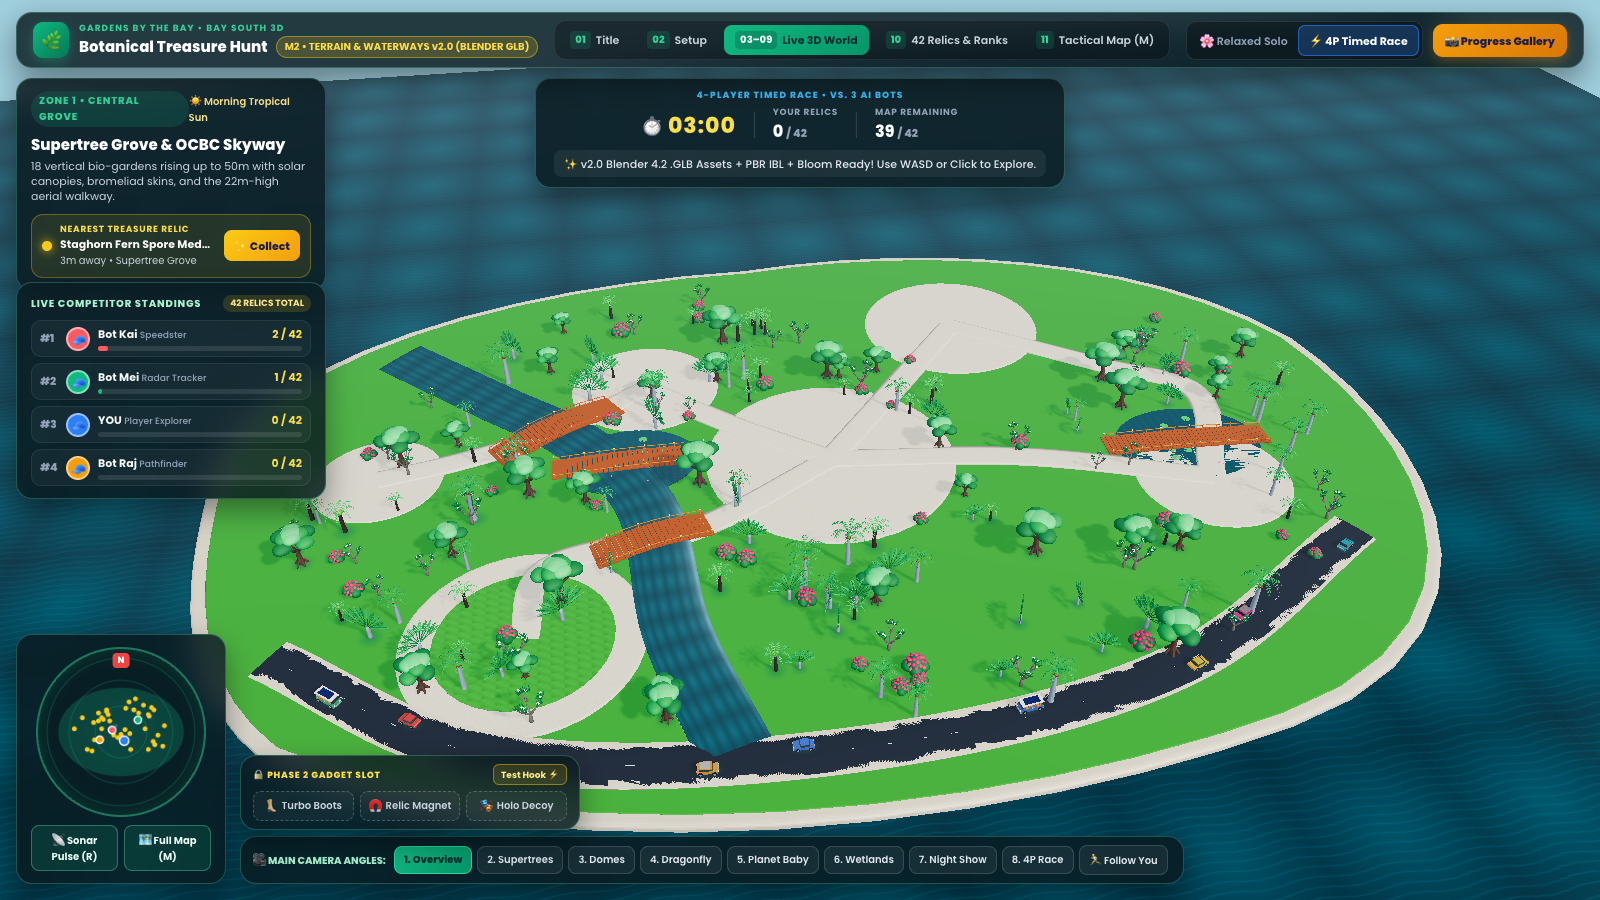 GARDENS BY THE BAY • BAY SOUTH 3D
Botanical Treasure Hunt
M2 • TERRAIN & WATERWAYS v2.0 (BLENDER GLB)
01 Title
02 Setup
03–09 Live 3D World
10 42 Relics & Ranks
11 Tactical Map (M)
Relaxed Solo
4P Timed Race
Progress Gallery
ZONE 1 • CENTRAL
GROVE
Morning Tropical
Sun
Supertree Grove & OCBC Skyway
18 vertical bio-gardens rising up to 50m with solar
canopies, bromeliad skins, and the 22m-high
aerial walkway.
NEAREST TREASURE RELIC
Staghorn Fern Spore Med...
3m away • Supertree Grove
Collect
4-PLAYER TIMED RACE • VS. 3 AI BOTS
03:00
YOUR RELICS
0 / 42
MAP REMAINING
39 / 42
v2.0 Blender 4.2 .GLB Assets + PBR IBL + Bloom Ready! Use WASD or Click to Explore.
LIVE COMPETITOR STANDINGS
42 RELICS TOTAL
#1 Bot Kai Speedster 2 / 42
#2 Bot Mei Radar Tracker 1 / 42
#3 YOU Player Explorer 0 / 42
#4 Bot Raj Pathfinder 0 / 42
N
Sonar
Pulse (R)
Full Map
(M)
PHASE 2 GADGET SLOT
Test Hook
Turbo Boots
Relic Magnet
Holo Decoy
MAIN CAMERA ANGLES:
1. Overview
2. Supertrees
3. Domes
4. Dragonfly
5. Planet Baby
6. Wetlands
7. Night Show
8. 4P Race
Follow You